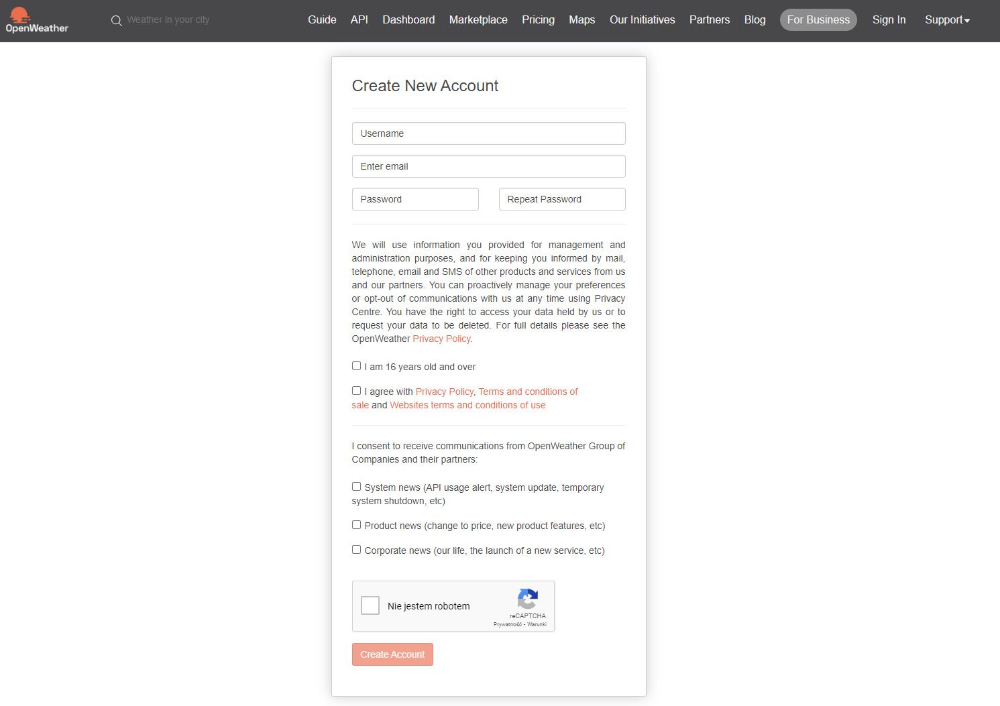 OpenWeather
Weather in your city
Guide API Dashboard Marketplace Pricing Maps Our Initiatives Partners Blog For Business Sign In Support
Create New Account
Username
Enter email
Password Repeat Password
We will use information you provided for management and
administration purposes, and for keeping you informed by mail,
telephone, email and SMS of other products and services from us
and our partners. You can proactively manage your preferences
or opt-out of communications with us at any time using Privacy
Centre. You have the right to access your data held by us or to
request your data to be deleted. For full details please see the
OpenWeather Privacy Policy.
I am 16 years old and over
I agree with Privacy Policy, Terms and conditions of
sale and Websites terms and conditions of use
I consent to receive communications from OpenWeather Group of
Companies and their partners:
System news (API usage alert, system update, temporary
system shutdown, etc)
Product news (change to price, new product features, etc)
Corporate news (our life, the launch of a new service, etc)
Nie jestem robotem
reCAPTCHA
Prywatność - Warunki
Create Account